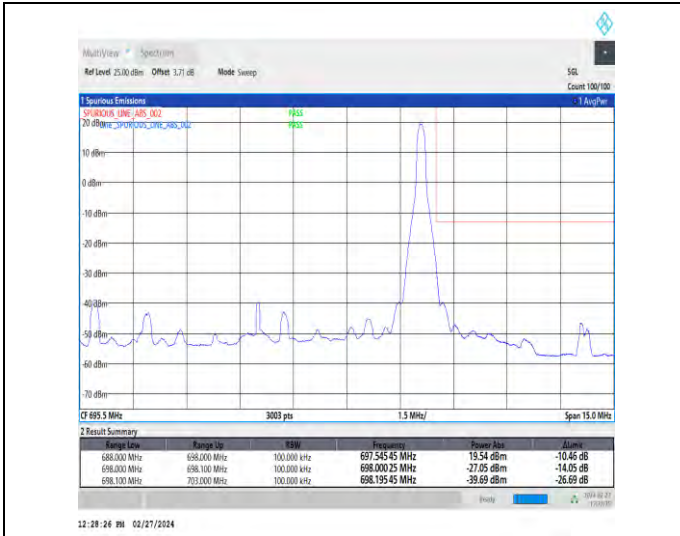 MultiView Spectrum
Ref Level 25.00 dBm Offset 3.71 dB Mode Sweep SGL
Count 100/100
1 Spurious Emissions 1 AvgPwr
SPURIOUS_LINE_ABS_002 PASS
20 dBm _SPURIOUS_LINE_ABS_002 PASS
10 dBm
0 dBm
-10 dBm
-20 dBm
-30 dBm
-40 dBm
-50 dBm
-60 dBm
-70 dBm
CF 695.5 MHz 3003 pts 1.5 MHz/ Span 15.0 MHz
2 Result Summary
Range Low Range Up RBW Frequency Power Abs ΔLimit
688.000 MHz 698.000 MHz 100.000 kHz 697.545 45 MHz 19.54 dBm -10.46 dB
698.000 MHz 698.100 MHz 100.000 kHz 698.000 25 MHz -27.05 dBm -14.05 dB
698.100 MHz 703.000 MHz 100.000 kHz 698.195 45 MHz -39.69 dBm -26.69 dB
12:28:26 PM 02/27/2024